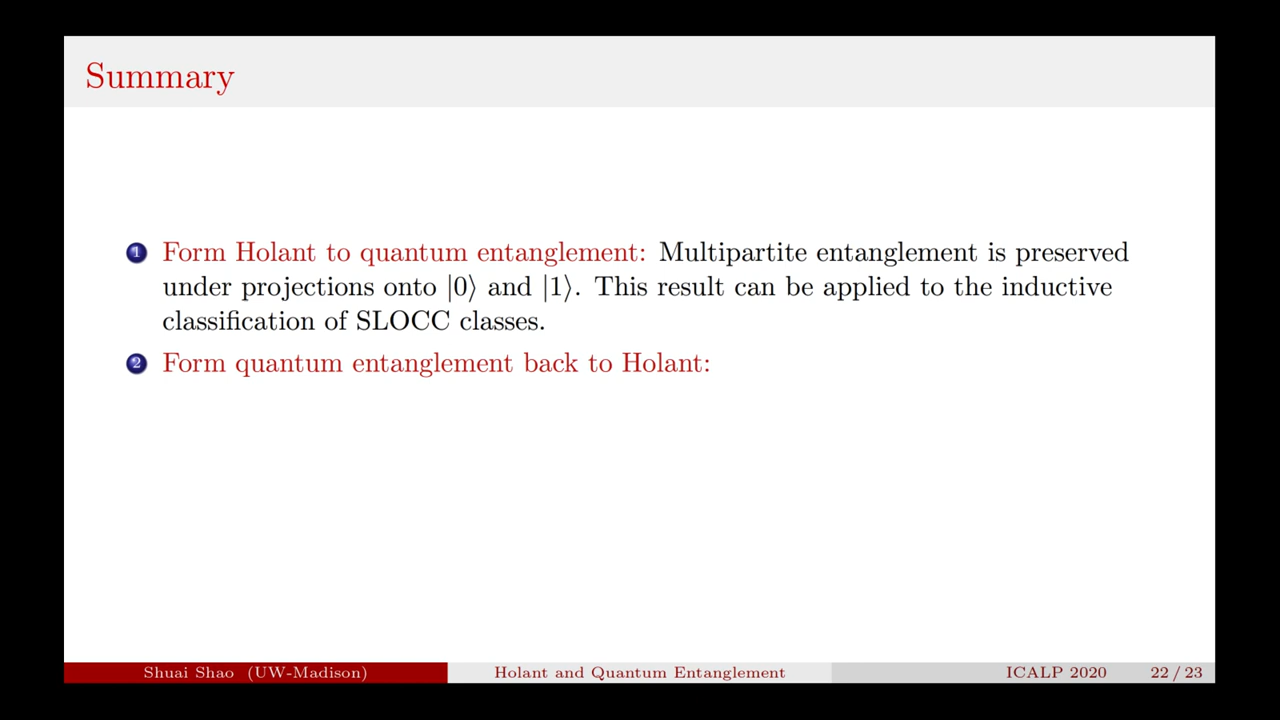 Summary
1 Form Holant to quantum entanglement: Multipartite entanglement is preserved
under projections onto |0⟩ and |1⟩. This result can be applied to the inductive
classification of SLOCC classes.
2 Form quantum entanglement back to Holant:
Shuai Shao (UW-Madison) Holant and Quantum Entanglement ICALP 2020 22 / 23